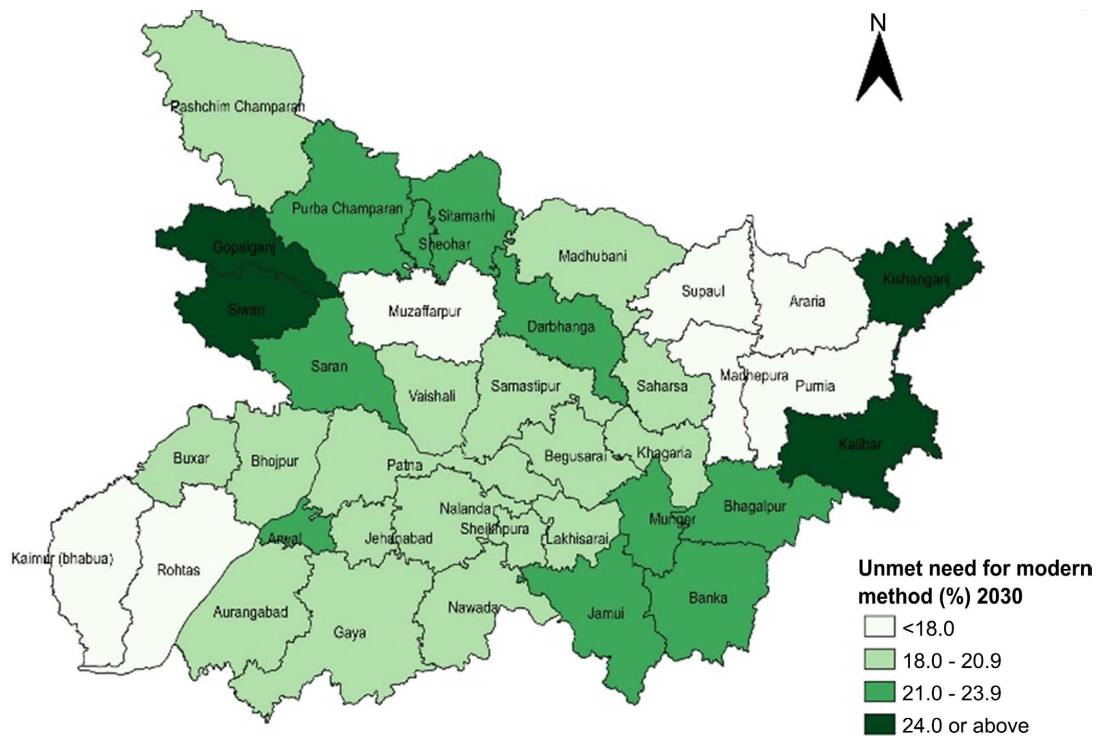 N
Pashchim Champaran
Purba Champaran
Sitamarhi
Sheohar
Gopalganj
Madhubani
Kishanganj
Supaul
Araria
Siwan
Muzaffarpur
Darbhanga
Saran
Madhepura
Purnia
Vaishali
Samastipur
Saharsa
Katihar
Buxar
Bhojpur
Patna
Begusarai
Khagaria
Nalanda
Bhagalpur
Munger
Sheikhpura
Arwal
Jehanabad
Lakhisarai
Kaimur (bhabua)
Rohtas
Aurangabad
Nawada
Jamui
Banka
Gaya
Unmet need for modern
method (%) 2030
<18.0
18.0 - 20.9
21.0 - 23.9
24.0 or above